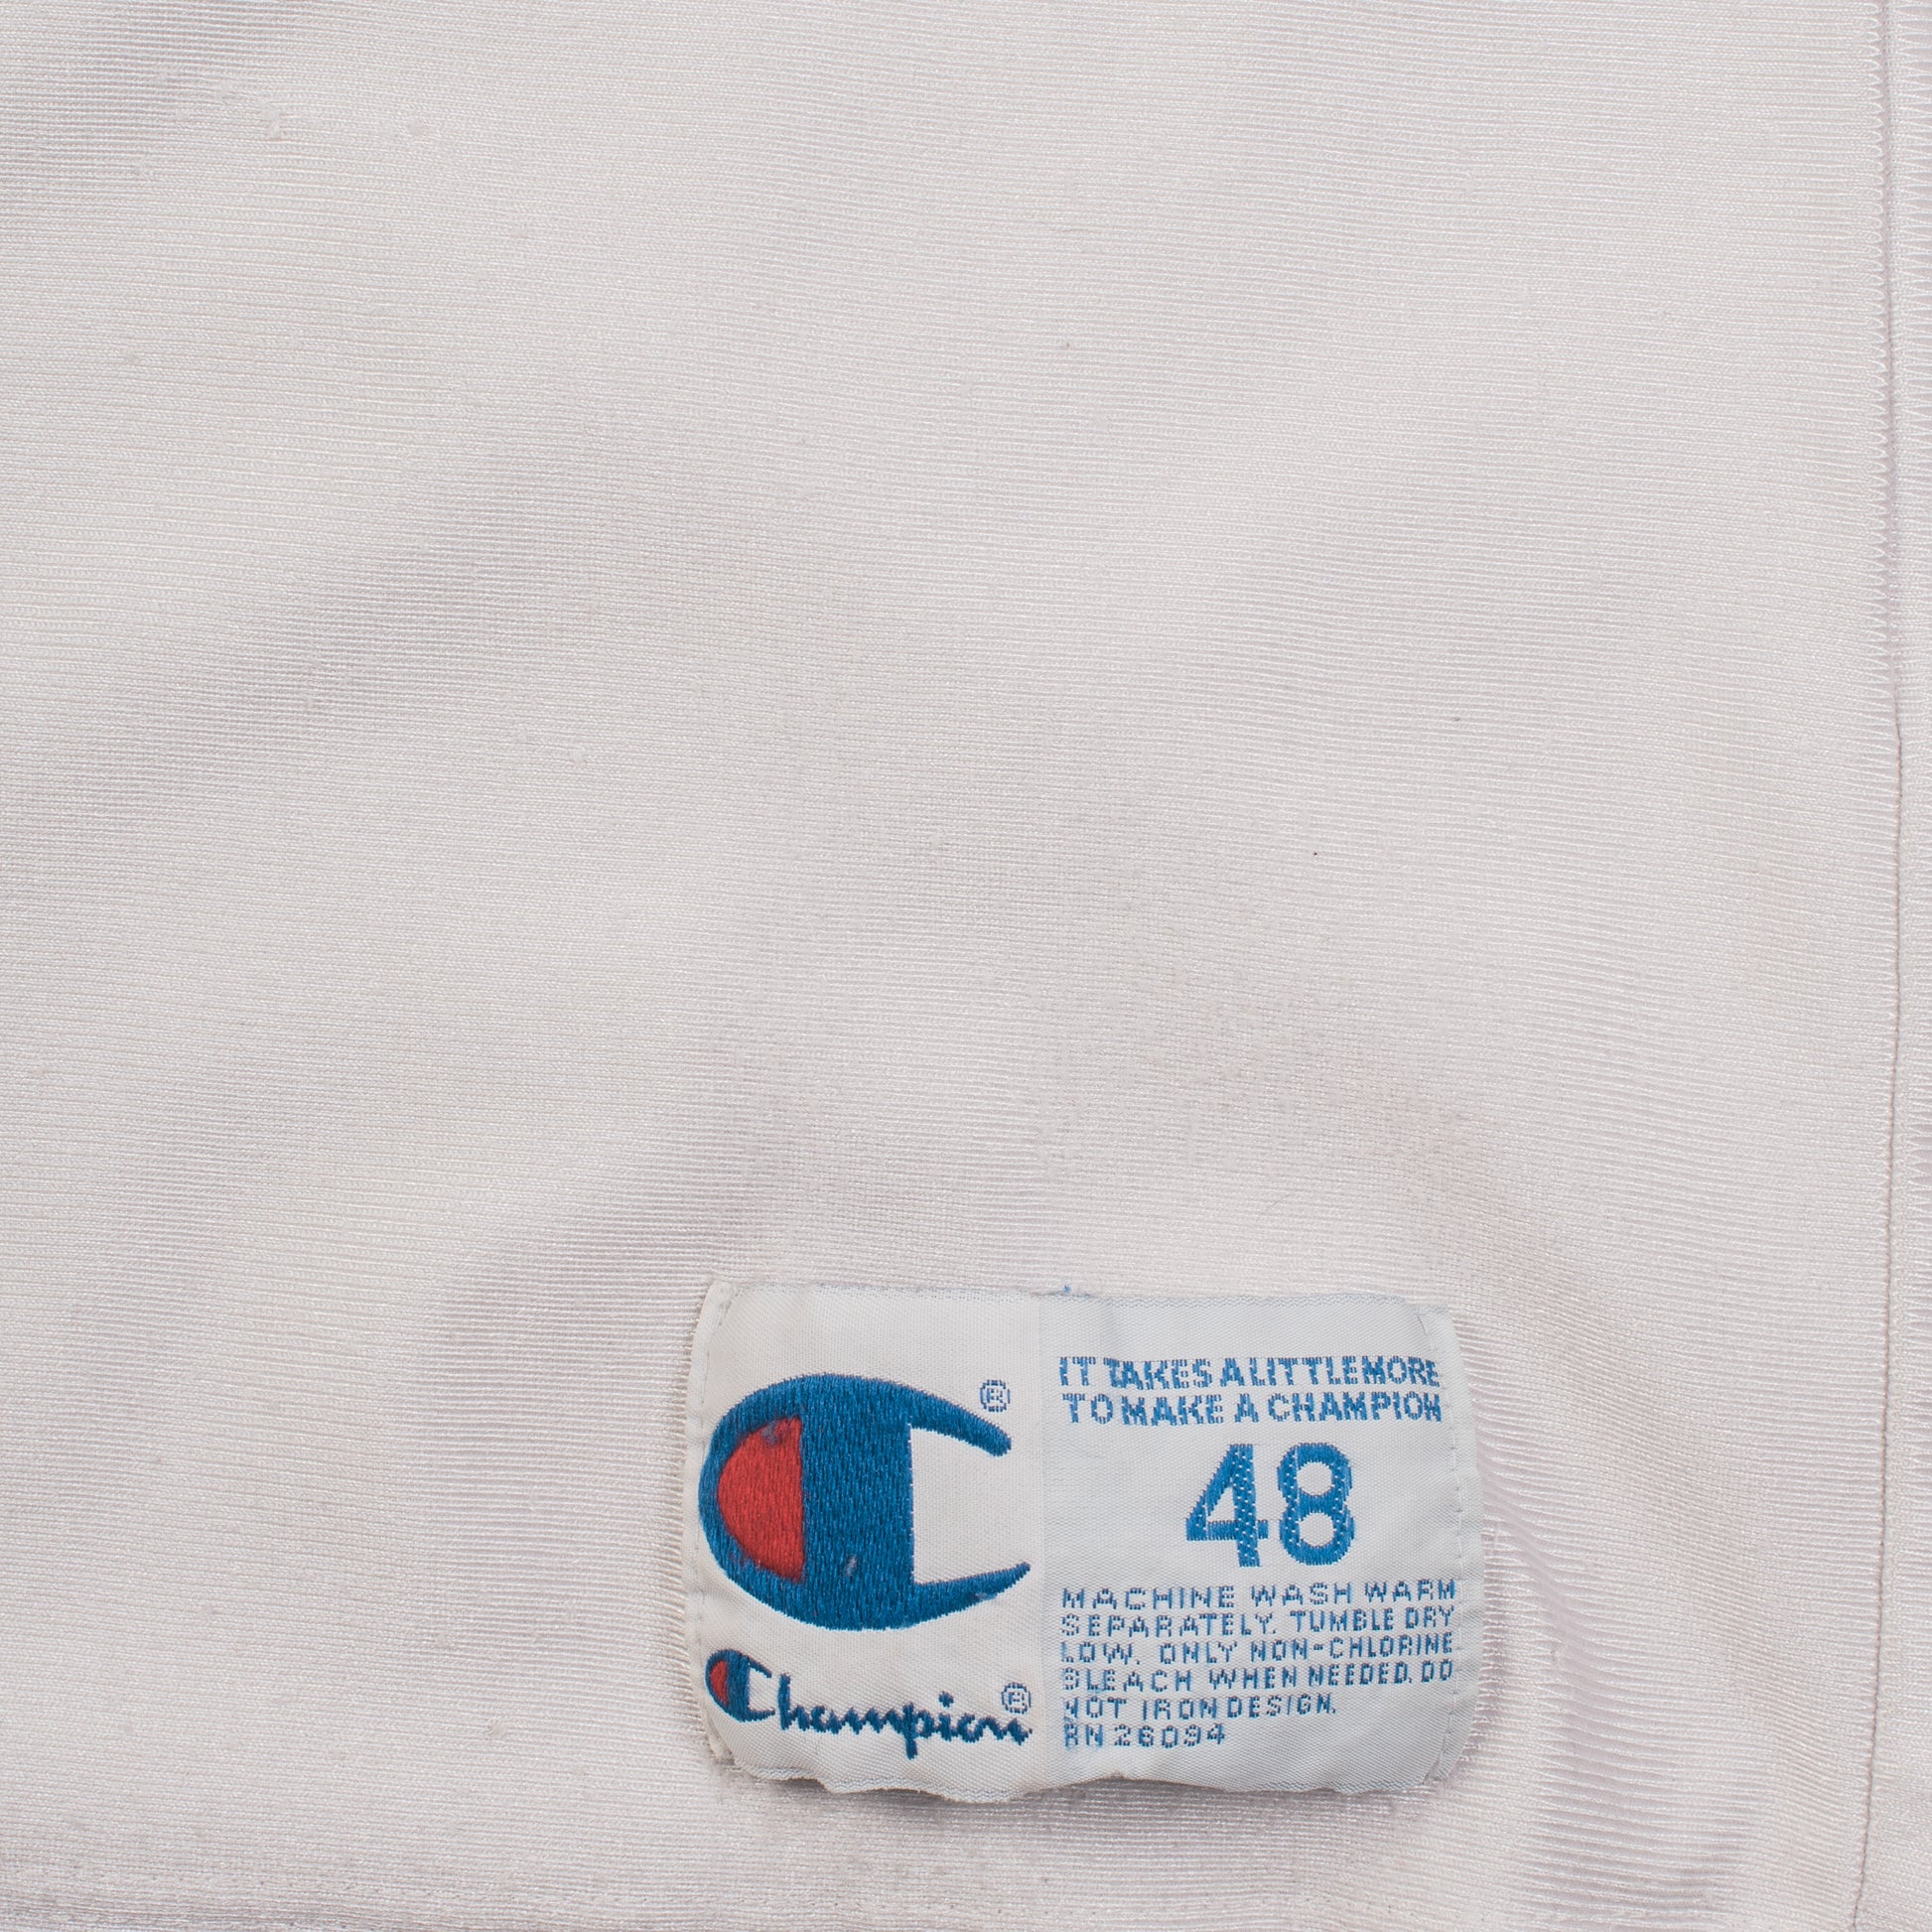 ®
Champion®
IT TAKES A LITTLE MORE
TO MAKE A CHAMPION
48
MACHINE WASH WARM
SEPARATELY. TUMBLE DRY
LOW. ONLY NON-CHLORINE
BLEACH WHEN NEEDED. DO
NOT IRON DESIGN.
RN 26094